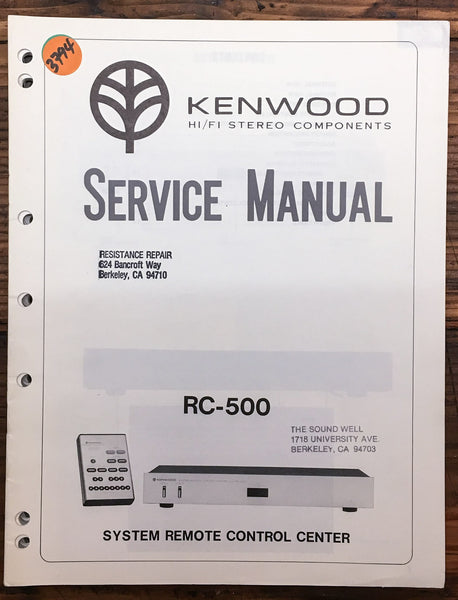 3794
KENWOOD
HI/FI STEREO COMPONENTS
SERVICE MANUAL
RESISTANCE REPAIR
624 Bancroft Way
Berkeley, CA 94710
RC-500
THE SOUND WELL
1718 UNIVERSITY AVE.
BERKELEY, CA 94703
KENWOOD
SYSTEM REMOTE CONTROL CENTER